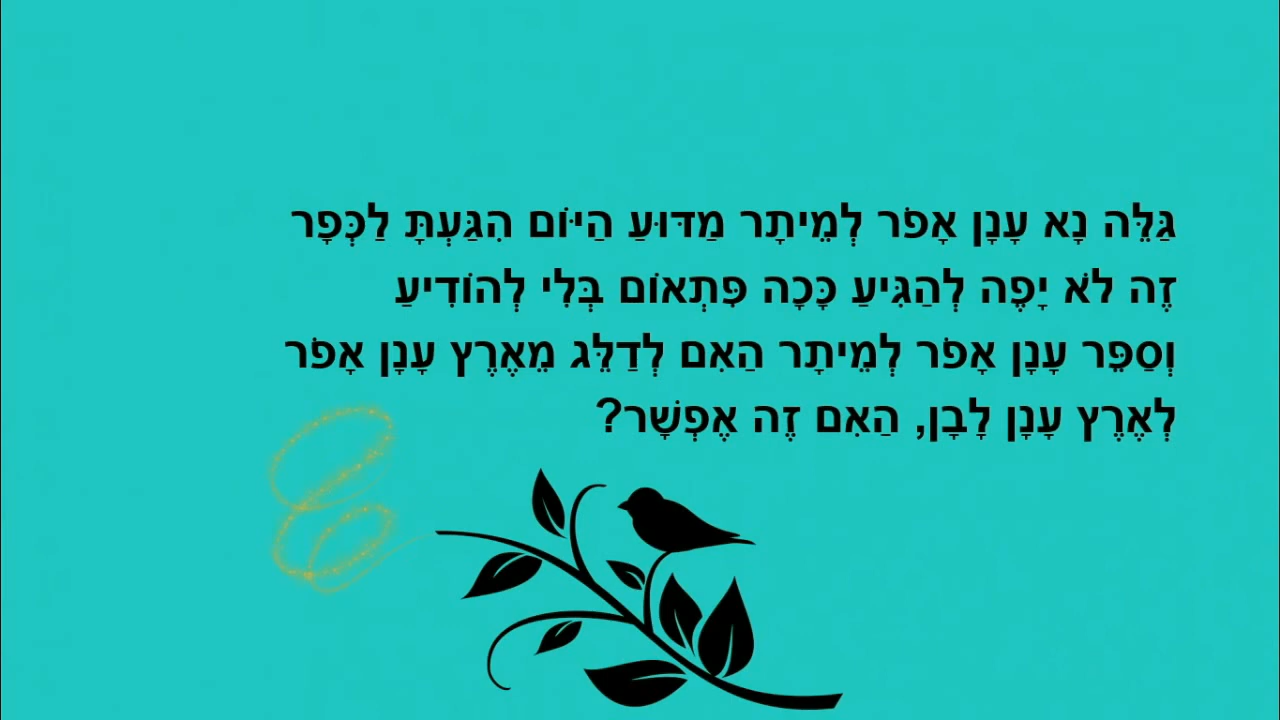 גַּלֵּה נָא עָנָן אָפֹר לְמֵיתָר מַדּוּעַ הַיּוֹם הִגַּעְתָּ לַכְּפָר
זֶה לֹא יָפֶה לְהַגִּיעַ כָּכָה פִּתְאוֹם בְּלִי לְהוֹדִיעַ
וְסַפֵּר עָנָן אָפֹר לְמֵיתָר הַאִם לְדַלֵּג מֵאֶרֶץ עָנָן אָפֹר
לְאֶרֶץ עָנָן לָבָן, הַאִם זֶה אֶפְשָׁר?